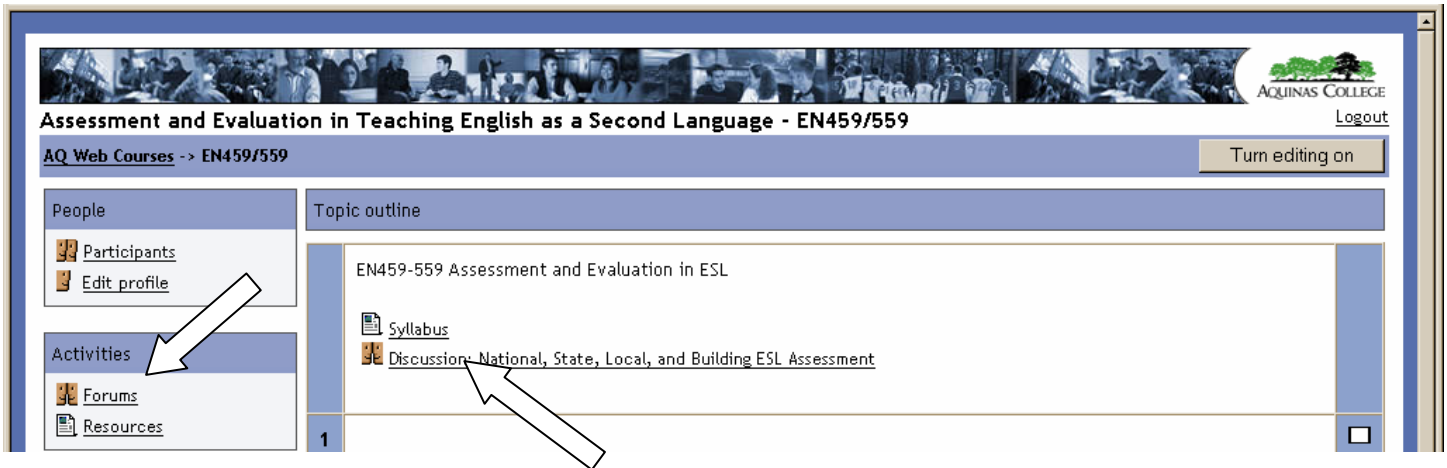 AQUINAS COLLEGE
Assessment and Evaluation in Teaching English as a Second Language - EN459/559
Logout
AQ Web Courses -> EN459/559
Turn editing on
People
Participants
Edit profile
Activities
Forums
Resources
Topic outline
EN459-559 Assessment and Evaluation in ESL
Syllabus
Discussion: National, State, Local, and Building ESL Assessment
1